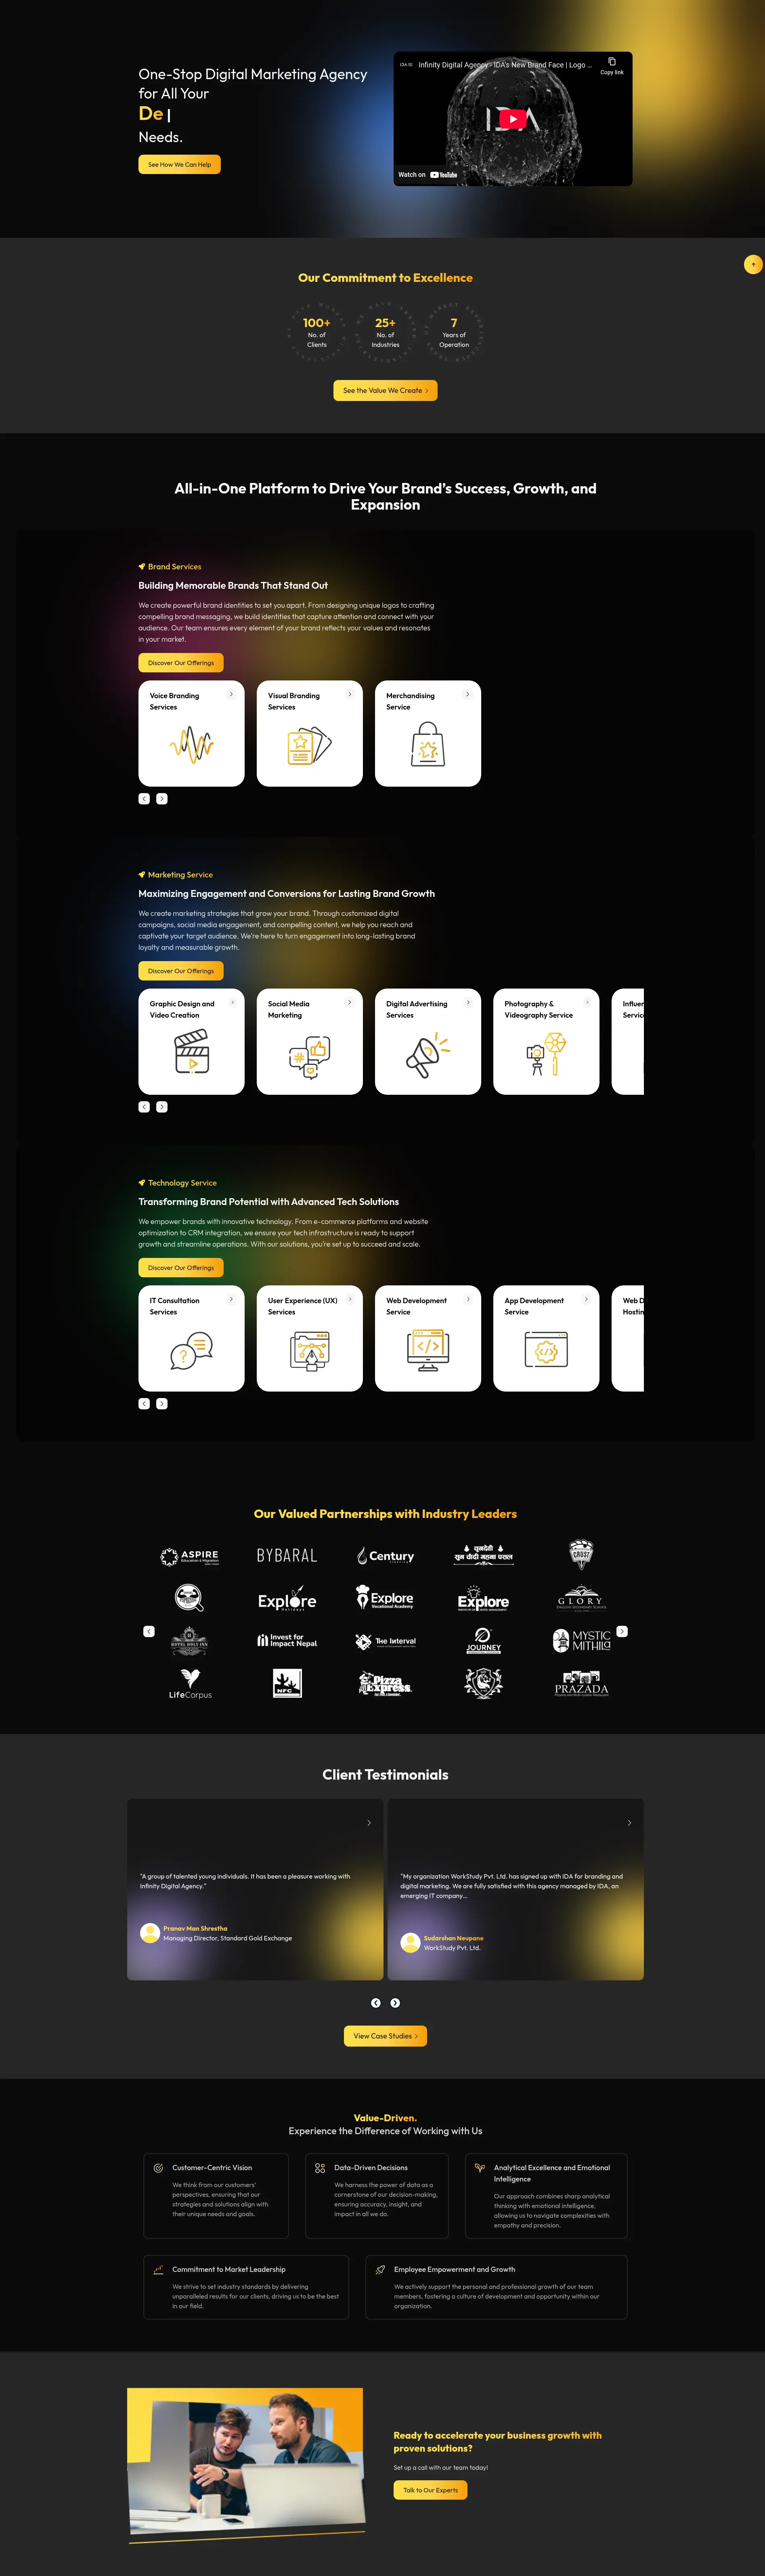 One-Stop Digital Marketing Agency
for All Your
De |
Needs.
See How We Can Help
IDA
Infinity Digital Agency - IDA's New Brand Face | Logo ...
Copy link
IDA
Watch on YouTube
Our Commitment to Excellence
100+
No. of
Clients
25+
No. of
Industries
7
Years of
Operation
See the Value We Create
All-in-One Platform to Drive Your Brand's Success, Growth, and
Expansion
Brand Services
Building Memorable Brands That Stand Out
We create powerful brand identities to set you apart. From designing unique logos to crafting
compelling brand messaging, we build identities that capture attention and connect with your
audience. Our team ensures every element of your brand reflects your values and resonates
in your market.
Discover Our Offerings
Voice Branding
Services
Visual Branding
Services
Merchandising
Service
Marketing Service
Maximizing Engagement and Conversions for Lasting Brand Growth
We create marketing strategies that grow your brand. Through customized digital
campaigns, social media engagement, and compelling content, we help you reach and
captivate your target audience. We're here to turn engagement into long-lasting brand
loyalty and measurable growth.
Discover Our Offerings
Graphic Design and
Video Creation
Social Media
Marketing
Digital Advertising
Services
Photography &
Videography Service
Influer
Servic
Technology Service
Transforming Brand Potential with Advanced Tech Solutions
We empower brands with innovative technology. From e-commerce platforms and website
optimization to CRM integration, we ensure your tech infrastructure is ready to support
growth and streamline operations. With our solutions, you're set up to succeed and scale.
Discover Our Offerings
IT Consultation
Services
User Experience (UX)
Services
Web Development
Service
App Development
Service
Web D
Hostin
Our Valued Partnerships with Industry Leaders
ASPIRE
Education & Migration
BYBARAL
Century
CRUST
Explore
Holidays
Explore
Vocational Academy
Explore
GLORY
ENGLISH SECONDARY SCHOOL
HOTEL HOLY INN
Invest for
Impact Nepal
The Interval
JOURNEY
MYSTIC
MITHILA
LifeCorpus
NFC
Pizza
Express
PRAZADA
Client Testimonials
"A group of talented young individuals. It has been a pleasure working with
Infinity Digital Agency."
Pranav Man Shrestha
Managing Director, Standard Gold Exchange
"My organization WorkStudy Pvt. Ltd. has signed up with IDA for branding and
digital marketing. We are fully satisfied with this agency managed by IDA, an
emerging IT company...
Sudarshan Neupane
WorkStudy Pvt. Ltd.
View Case Studies
Value-Driven.
Experience the Difference of Working with Us
Customer-Centric Vision
We think from our customers'
perspectives, ensuring that our
strategies and solutions align with
their unique needs and goals.
Data-Driven Decisions
We harness the power of data as a
cornerstone of our decision-making,
ensuring accuracy, insight, and
impact in all we do.
Analytical Excellence and Emotional
Intelligence
Our approach combines sharp analytical
thinking with emotional intelligence,
allowing us to navigate complexities with
empathy and precision.
Commitment to Market Leadership
We strive to set industry standards by delivering
unparalleled results for our clients, driving us to be the best
in our field.
Employee Empowerment and Growth
We actively support the personal and professional growth of our team
members, fostering a culture of development and opportunity within our
organization.
Ready to accelerate your business growth with
proven solutions?
Set up a call with our team today!
Talk to Our Experts